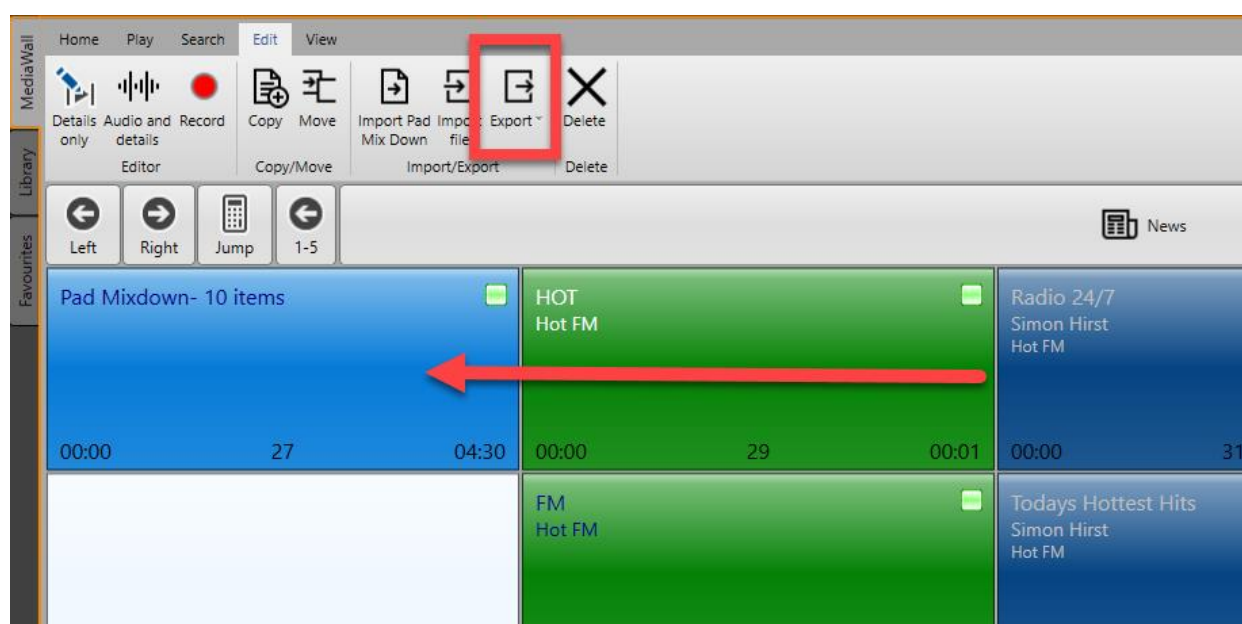 MediaWall
Library
Favourites
Home Play Search Edit View
Details only
Audio and details
Record
Editor
Copy Move
Copy/Move
Import Pad Mix Down
Import file
Export
Import/Export
Delete
Delete
Left Right Jump 1-5
News
Pad Mixdown- 10 items
00:00 27 04:30
HOT
Hot FM
00:00 29 00:01
Radio 24/7
Simon Hirst
Hot FM
00:00 31
FM
Hot FM
Todays Hottest Hits
Simon Hirst
Hot FM